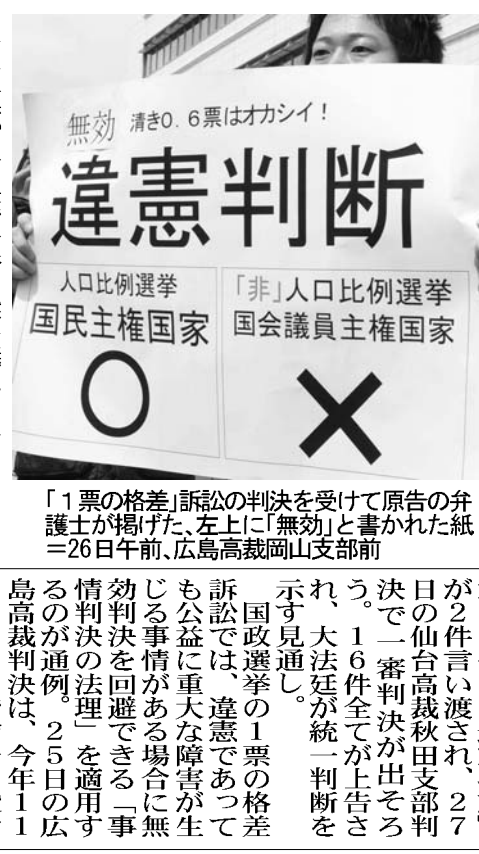 無効 清き0.6票はオカシイ!
違憲判断
人口比例選挙
国民主権国家
○
「非」人口比例選挙
国会議員主権国家
×
「1票の格差」訴訟の判決を受けて原告の弁
護士が掲げた、左上に「無効」と書かれた紙
=26日午前、広島高裁岡山支部前
が2件言い渡され、27
日の仙台高裁秋田支部判
決で一審判決が出そろ
う。16件全てが上告さ
れ、大法廷が統一判断を
示す見通し。
国政選挙の1票の格差
訴訟では、違憲であって
も公益に重大な障害が生
じる事情がある場合に無
効判決を回避できる「事
情判決の法理」を適用す
るのが通例。25日の広
島高裁判決は、今年11